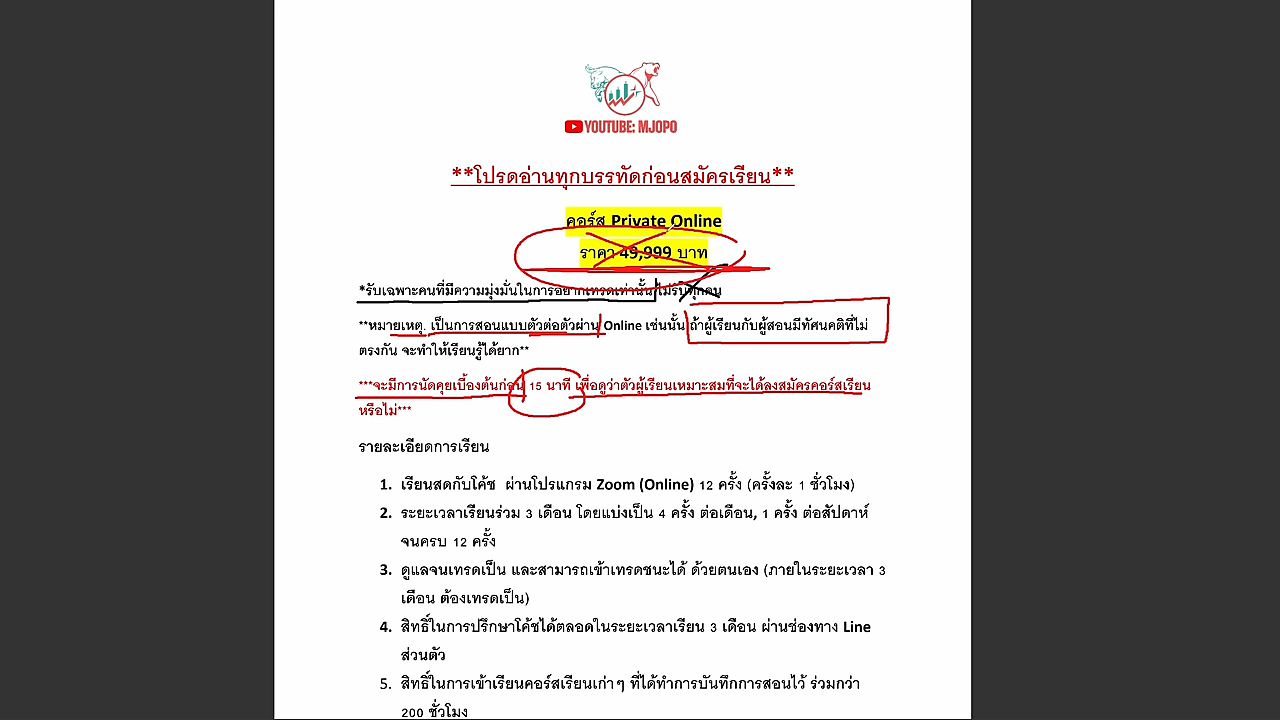 YOUTUBE: MJOPO
**โปรดอ่านทุกบรรทัดก่อนสมัครเรียน**
คอร์ส Private Online
ราคา 49,999 บาท
*รับเฉพาะคนที่มีความมุ่งมั่นในการอยากเทรดเท่านั้น ไม่รับทุกคน
**หมายเหตุ. เป็นการสอนแบบตัวต่อตัวผ่าน Online เช่นนั้น ถ้าผู้เรียนกับผู้สอนมีทัศนคติที่ไม่
ตรงกัน จะทำให้เรียนรู้ได้ยาก**
***จะมีการนัดคุยเบื้องต้นก่อน 15 นาที เพื่อดูว่าตัวผู้เรียนเหมาะสมที่จะได้ลงสมัครคอร์สเรียน
หรือไม่***
รายละเอียดการเรียน
1. เรียนสดกับโค้ช ผ่านโปรแกรม Zoom (Online) 12 ครั้ง (ครั้งละ 1 ชั่วโมง)
2. ระยะเวลาเรียนร่วม 3 เดือน โดยแบ่งเป็น 4 ครั้ง ต่อเดือน, 1 ครั้ง ต่อสัปดาห์
จนครบ 12 ครั้ง
3. ดูแลจนเทรดเป็น และสามารถเข้าเทรดชนะได้ ด้วยตนเอง (ภายในระยะเวลา 3
เดือน ต้องเทรดเป็น)
4. สิทธิ์ในการปรึกษาโค้ชได้ตลอดในระยะเวลาเรียน 3 เดือน ผ่านช่องทาง Line
ส่วนตัว
5. สิทธิ์ในการเข้าเรียนคอร์สเรียนเก่าๆ ที่ได้ทำการบันทึกการสอนไว้ ร่วมกว่า
200 ชั่วโมง